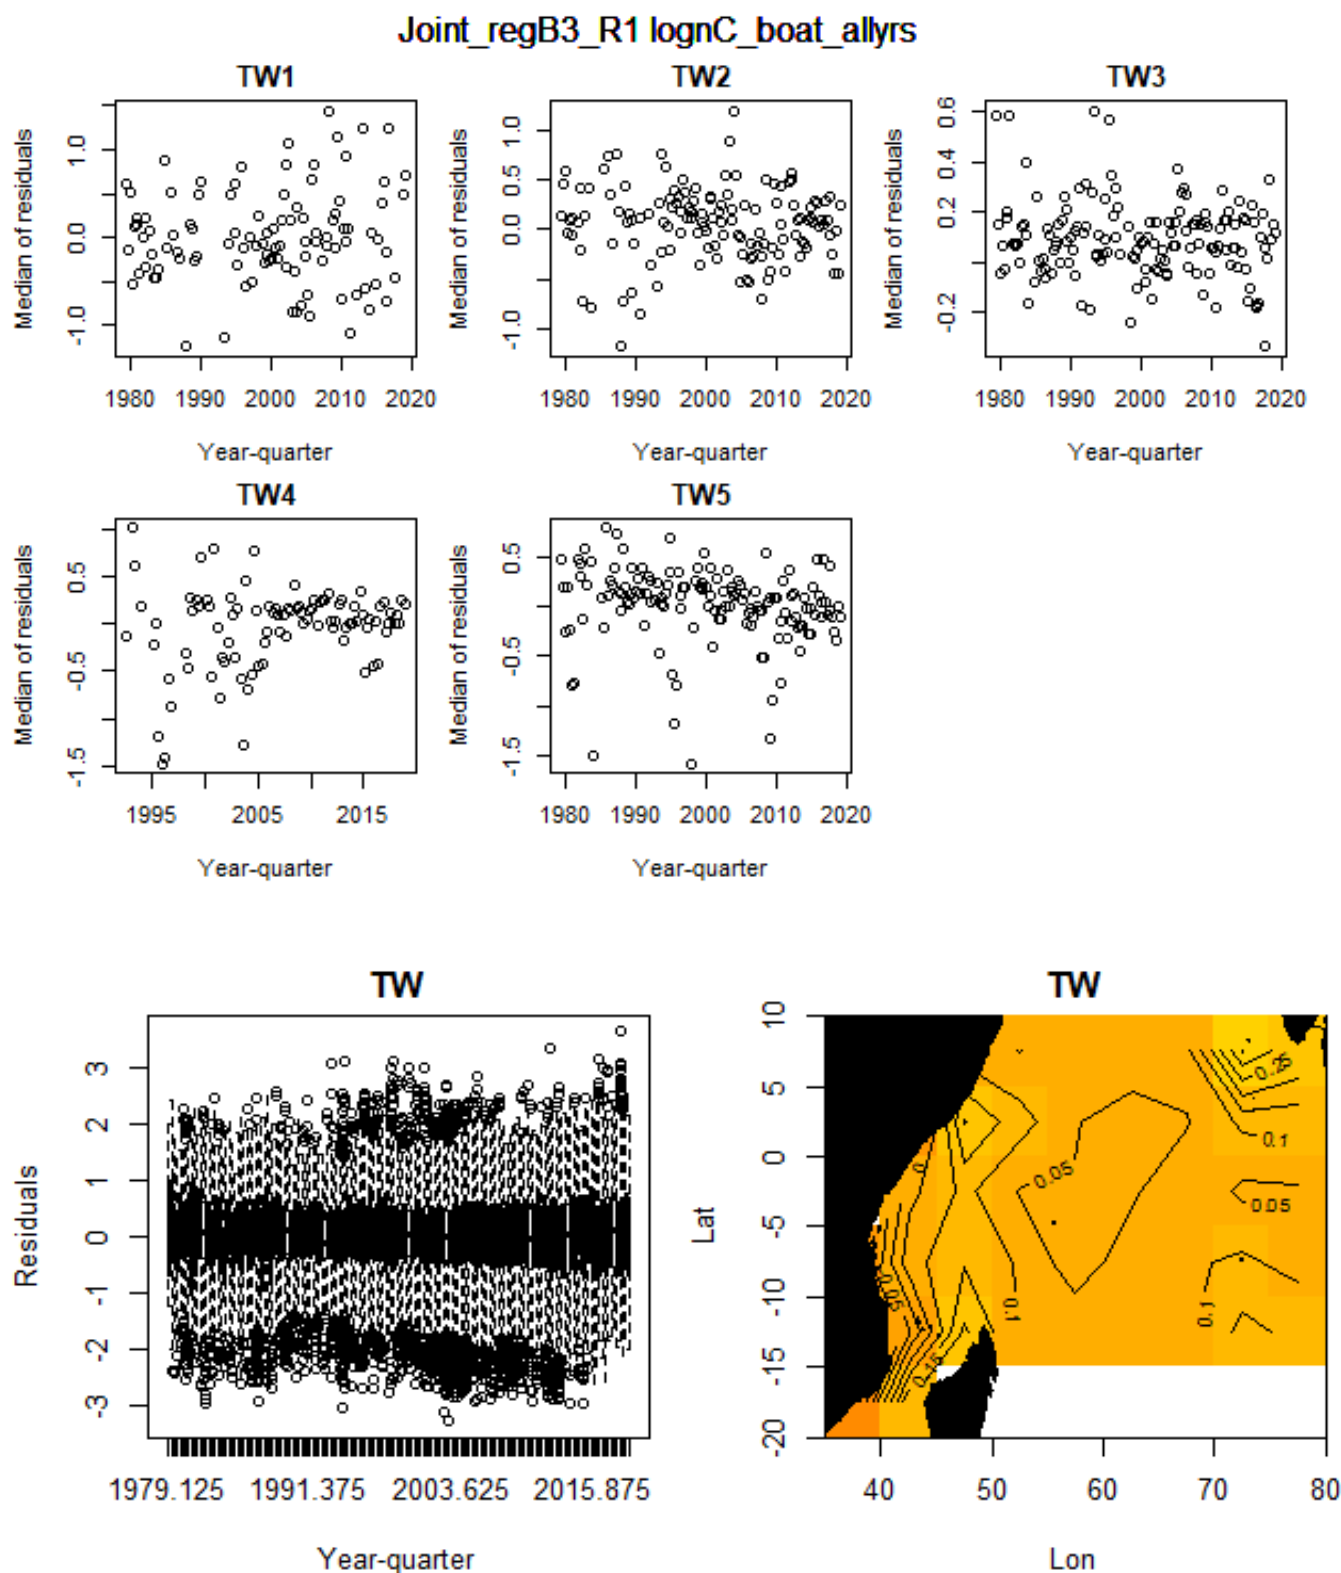 Joint_regB3_R1 lognC_boat_allyrs
TW1 TW2 TW3
Median of residuals Median of residuals Median of residuals
1.0 1.0 0.6
0.0 0.5 0.4
-1.0 0.0 0.2
-1.0 -0.2
1980 1990 2000 2010 2020 1980 1990 2000 2010 2020 1980 1990 2000 2010 2020
Year-quarter Year-quarter Year-quarter
TW4 TW5
Median of residuals Median of residuals
0.5 0.5
-0.5 -0.5
-1.5 -1.5
1995 2005 2015 1980 1990 2000 2010 2020
Year-quarter Year-quarter
TW TW
Residuals Lat
3 10
2 5
1 0
0 -5
-1 -10
-2 -15
-3 -20
0.25
0.1
0
0.05
0.05
0.05
0.1
0.1
0.15
1979.125 1991.375 2003.625 2015.875 40 50 60 70 80
Year-quarter Lon